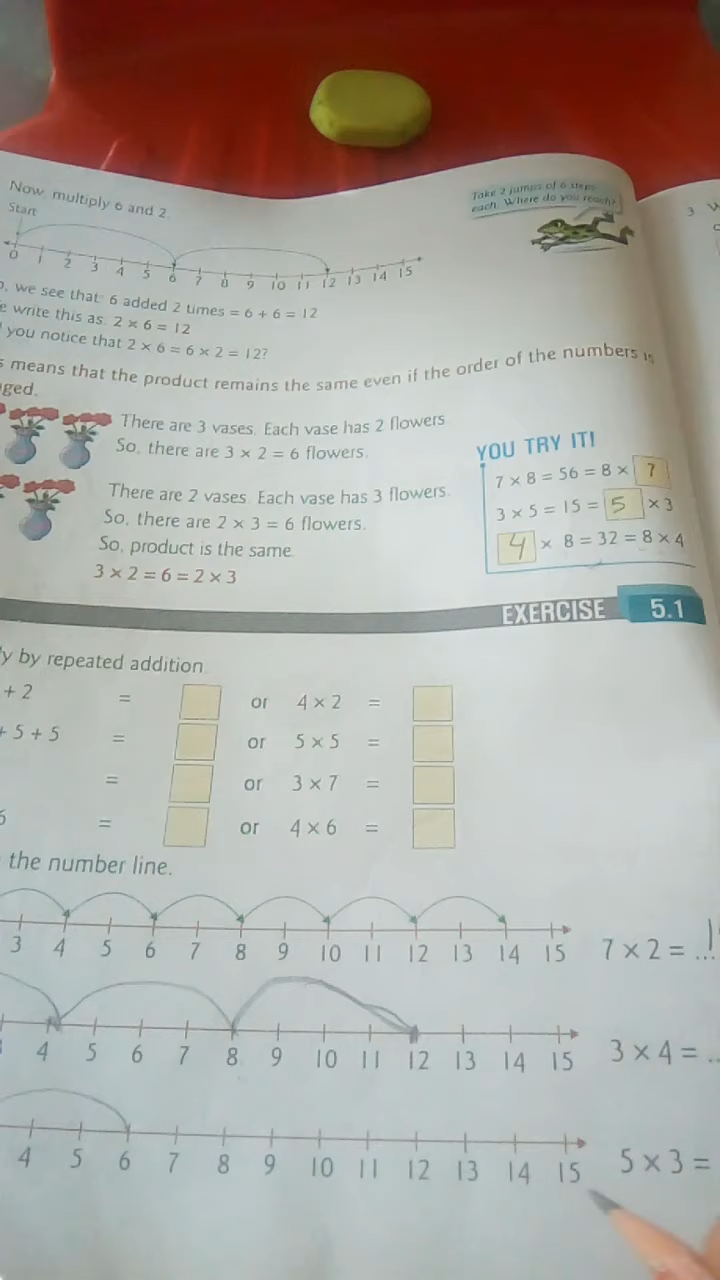 Now, multiply 6 and 2.
Take 2 jumps of 6 steps
each. Where do you reach?
Start
0 1 2 3 4 5 6 7 8 9 10 11 12 13 14 15
we see that: 6 added 2 times = 6 + 6 = 12
write this as: 2 × 6 = 12
you notice that 2 × 6 = 6 × 2 = 12?
means that the product remains the same even if the order of the numbers is
There are 3 vases. Each vase has 2 flowers
So, there are 3 × 2 = 6 flowers.
There are 2 vases. Each vase has 3 flowers.
So, there are 2 × 3 = 6 flowers.
So, product is the same.
3 × 2 = 6 = 2 × 3
YOU TRY IT!
7 × 8 = 56 = 8 × 7
3 × 5 = 15 = 5 × 3
4 × 8 = 32 = 8 × 4
EXERCISE 5.1
by repeated addition.
+ 2 = or 4 × 2 =
+ 5 + 5 = or 5 × 5 =
= or 3 × 7 =
= or 4 × 6 =
the number line.
3 4 5 6 7 8 9 10 11 12 13 14 15 7 × 2 =
4 5 6 7 8 9 10 11 12 13 14 15 3 × 4 = ..
4 5 6 7 8 9 10 11 12 13 14 15 5 × 3 =
3